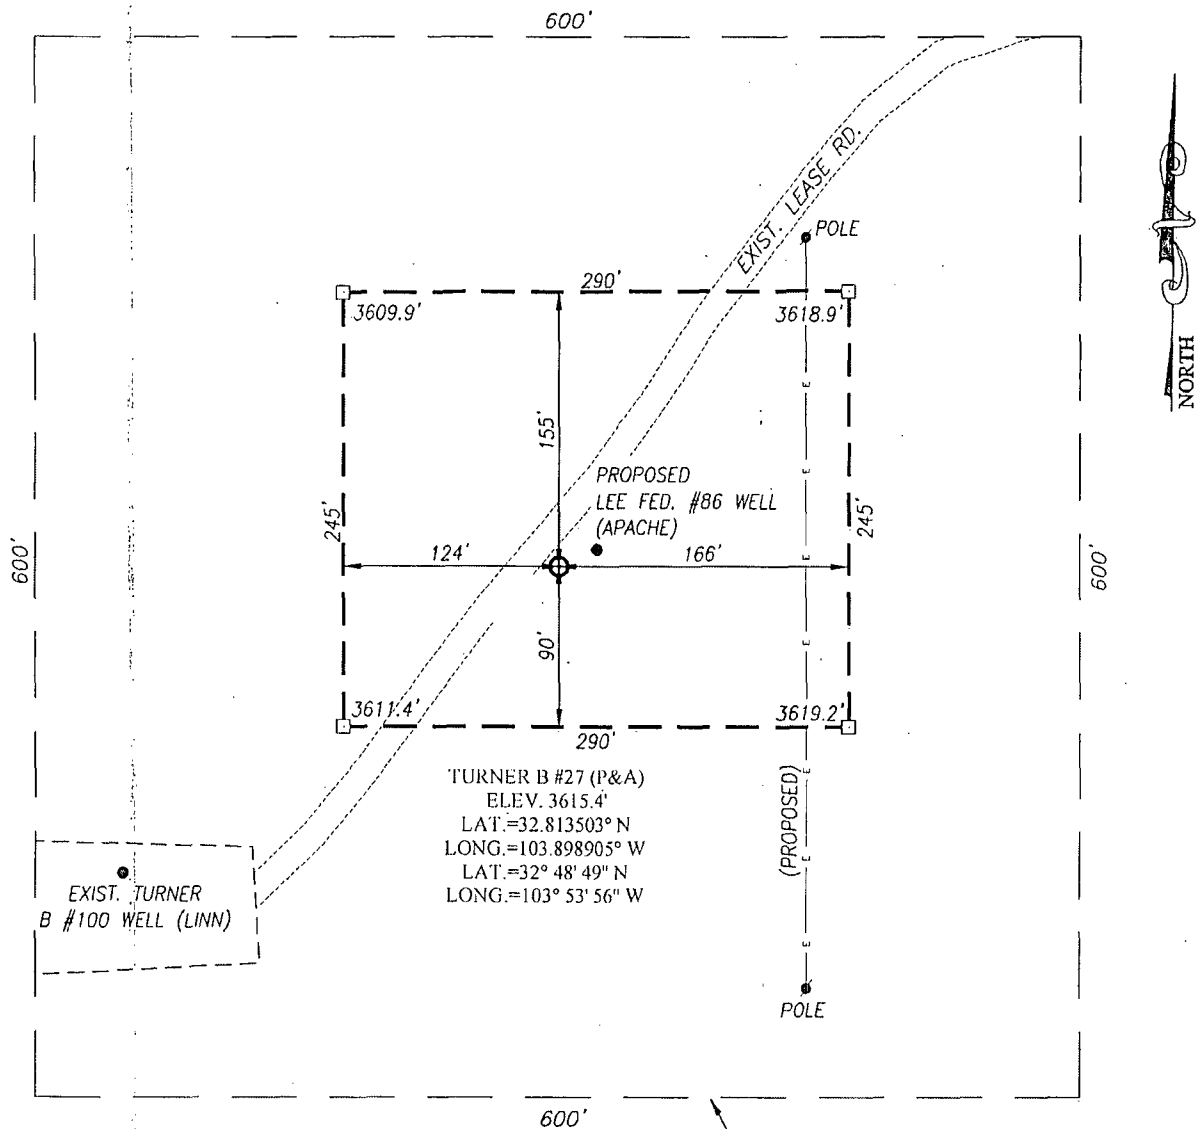 600'
EXIST. LEASE RD.
POLE
290'
3609.9'
3618.9'
NORTH
155'
PROPOSED
LEE FED. #86 WELL
(APACHE)
245'
245'
600'
124'
166'
600'
90'
3611.4'
3619.2'
290'
TURNER B #27 (P&A)
ELEV. 3615.4'
LAT.=32.813503° N
LONG.=103.898905° W
LAT.=32° 48' 49" N
LONG.=103° 53' 56" W
(PROPOSED)
E
E
E
E
E
E
E
EXIST. TURNER
B #100 WELL (LINN)
POLE
600'